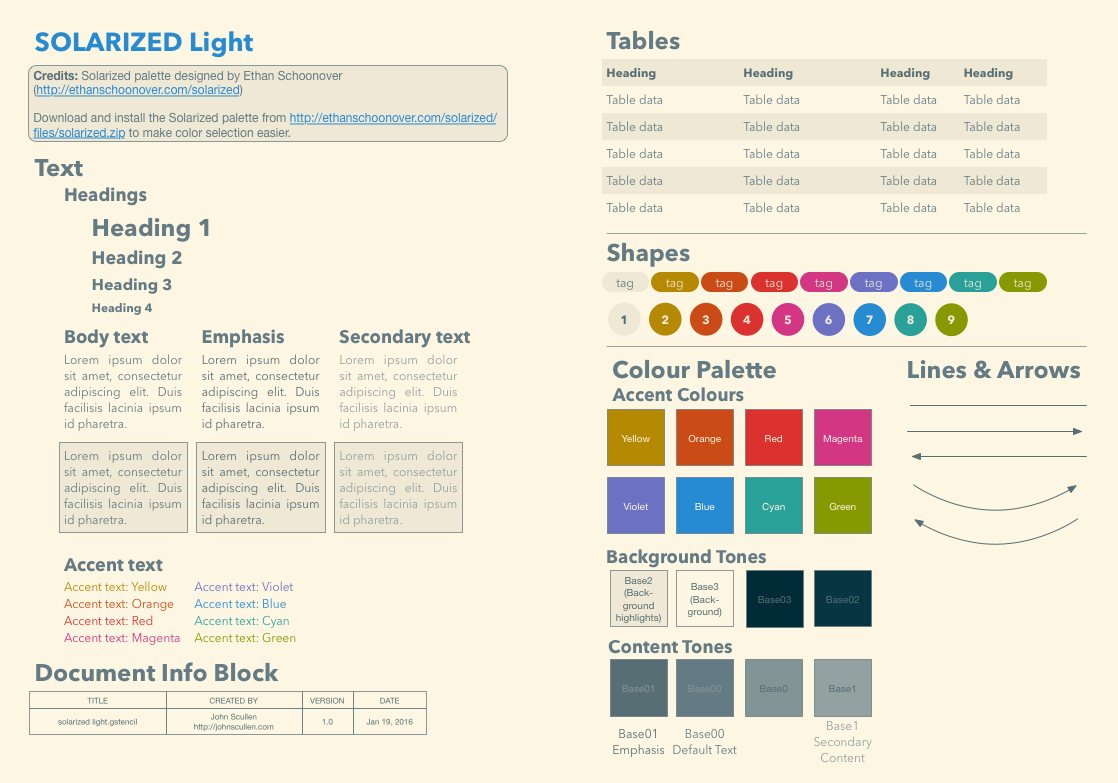 SOLARIZED Light
Credits: Solarized palette designed by Ethan Schoonover
(http://ethanschoonover.com/solarized)
Download and install the Solarized palette from http://ethanschoonover.com/solarized/
files/solarized.zip to make color selection easier.
Text
Headings
Heading 1
Heading 2
Heading 3
Heading 4
Body text
Lorem ipsum dolor
sit amet, consectetur
adipiscing elit. Duis
facilisis lacinia ipsum
id pharetra.
Lorem ipsum dolor
sit amet, consectetur
adipiscing elit. Duis
facilisis lacinia ipsum
id pharetra.
Emphasis
Lorem ipsum dolor
sit amet, consectetur
adipiscing elit. Duis
facilisis lacinia ipsum
id pharetra.
Lorem ipsum dolor
sit amet, consectetur
adipiscing elit. Duis
facilisis lacinia ipsum
id pharetra.
Secondary text
Lorem ipsum dolor
sit amet, consectetur
adipiscing elit. Duis
facilisis lacinia ipsum
id pharetra.
Lorem ipsum dolor
sit amet, consectetur
adipiscing elit. Duis
facilisis lacinia ipsum
id pharetra.
Accent text
Accent text: Yellow Accent text: Violet
Accent text: Orange Accent text: Blue
Accent text: Red Accent text: Cyan
Accent text: Magenta Accent text: Green
Document Info Block
TITLE CREATED BY VERSION DATE
solarized light.gstencil John Scullen 1.0 Jan 19, 2016
http://johnscullen.com
Tables
Heading Heading Heading Heading
Table data Table data Table data Table data
Table data Table data Table data Table data
Table data Table data Table data Table data
Table data Table data Table data Table data
Table data Table data Table data Table data
Shapes
tag tag tag tag tag tag tag tag tag
1 2 3 4 5 6 7 8 9
Colour Palette
Accent Colours
Yellow Orange Red Magenta
Violet Blue Cyan Green
Background Tones
Base2
(Back-
ground
highlights)
Base3
(Back-
ground)
Base03
Base02
Content Tones
Base01 Base00 Base0 Base1
Base01
Emphasis
Base00
Default Text
Base1
Secondary
Content
Lines & Arrows